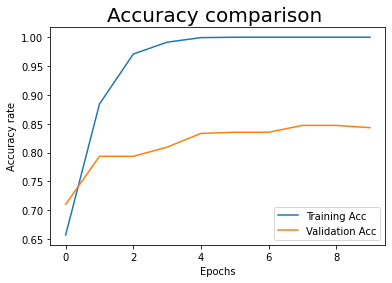 Accuracy comparison
1.00
0.95
0.90
0.85
0.80
0.75
0.70
0.65
Accuracy rate
Training Acc
Validation Acc
0 2 4 6 8
Epochs